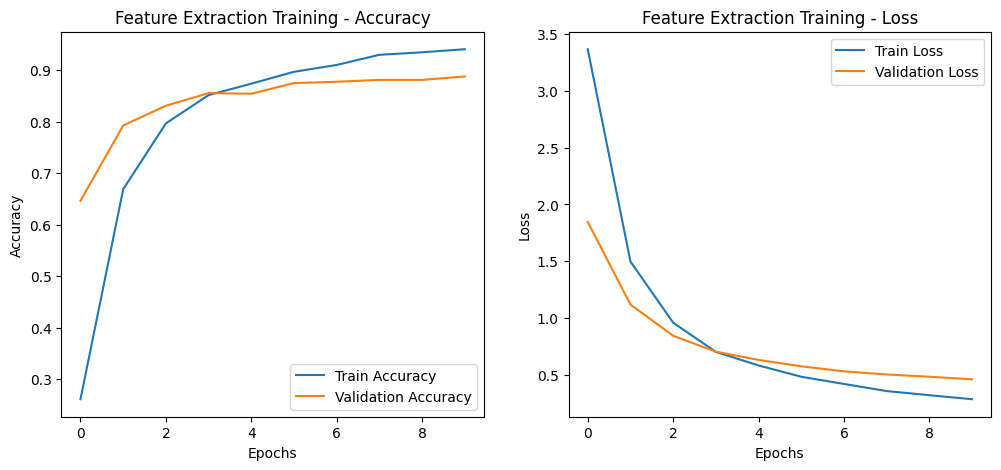 Feature Extraction Training - Accuracy
0.9
0.8
0.7
0.6
0.5
0.4
0.3
Accuracy
0
2
4
6
8
Epochs
Train Accuracy
Validation Accuracy
Feature Extraction Training - Loss
3.5
3.0
2.5
2.0
1.5
1.0
0.5
Loss
0
2
4
6
8
Epochs
Train Loss
Validation Loss